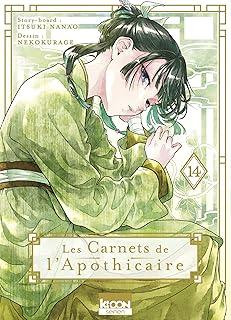 Story-board :
ITSUKI NANAO
Dessin :
NEKOKURAGE
14
Les Carnets de
l'Apothicaire
KI-OON
seinen